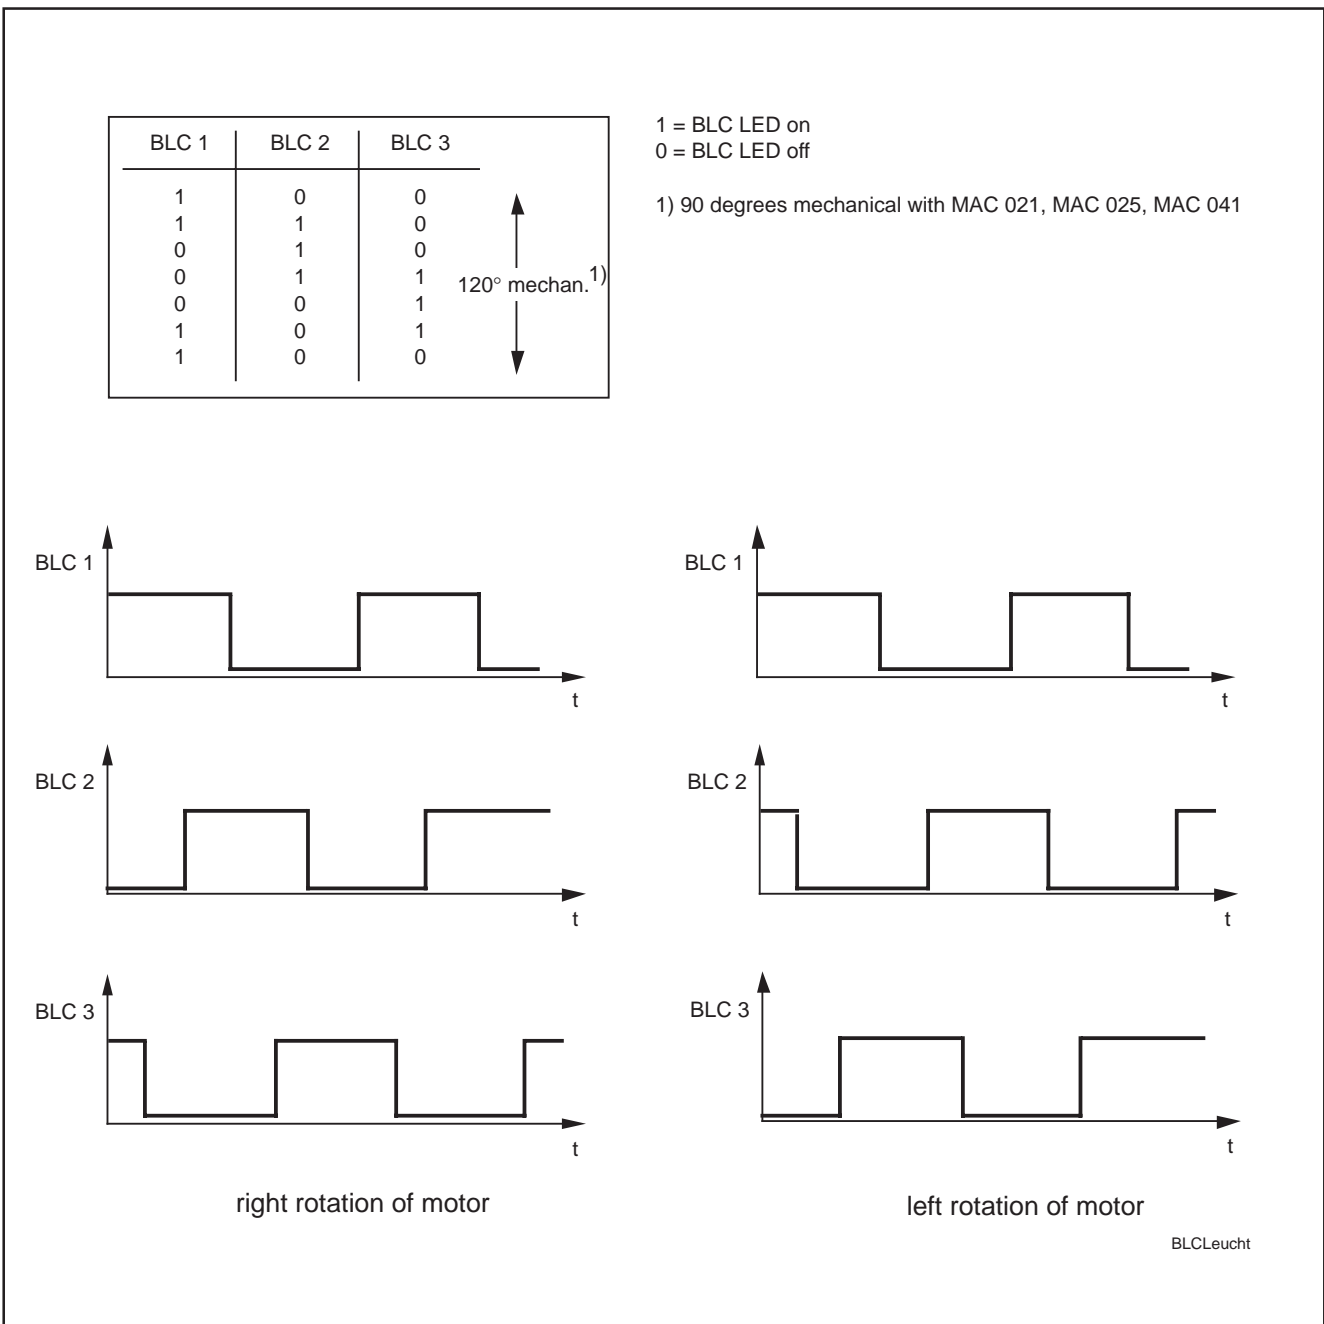 BLC 1 BLC 2 BLC 3
1 0 0
1 1 0
0 1 0
0 1 1
120° mechan.1)
0 0 1
1 0 1
1 0 0
1 = BLC LED on
0 = BLC LED off
1) 90 degrees mechanical with MAC 021, MAC 025, MAC 041
BLC 1
t
BLC 2
t
BLC 3
t
right rotation of motor
BLC 1
t
BLC 2
t
BLC 3
t
left rotation of motor
BLCLeucht